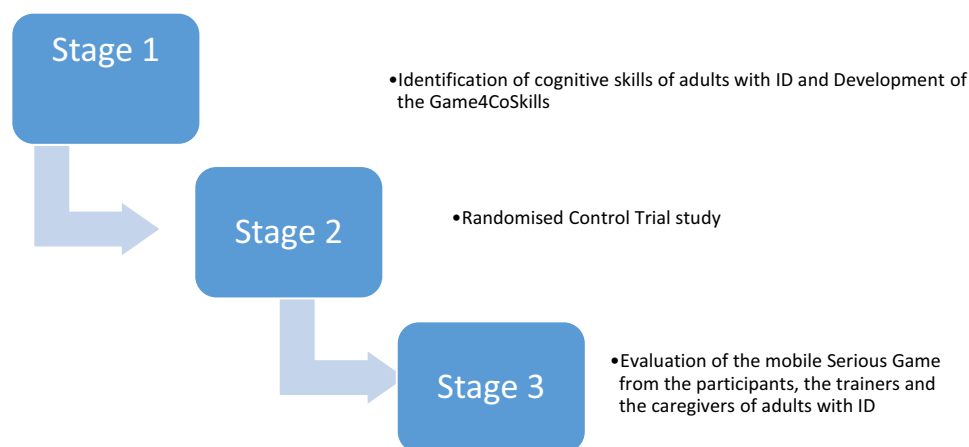 Stage 1
•Identification of cognitive skills of adults with ID and Development of
the Game4CoSkills
Stage 2
•Randomised Control Trial study
Stage 3
•Evaluation of the mobile Serious Game
from the participants, the trainers and
the caregivers of adults with ID